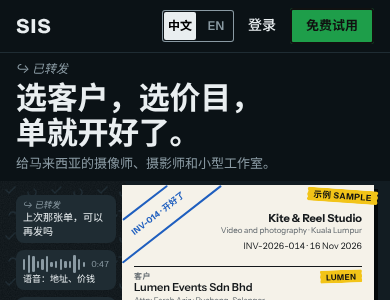 SIS
中文
EN
登录
免费试用
已转发
选客户，选价目，
单就开好了。
给马来西亚的摄像师、摄影师和小型工作室。
已转发
上次那张单，可以
再发吗
0:47
语音：地址、价钱
INV-014 · 开好了
示例 SAMPLE
Kite & Reel Studio
Video and photography · Kuala Lumpur
INV-2026-014 · 16 Nov 2026
客户
LUMEN
Lumen Events Sdn Bhd